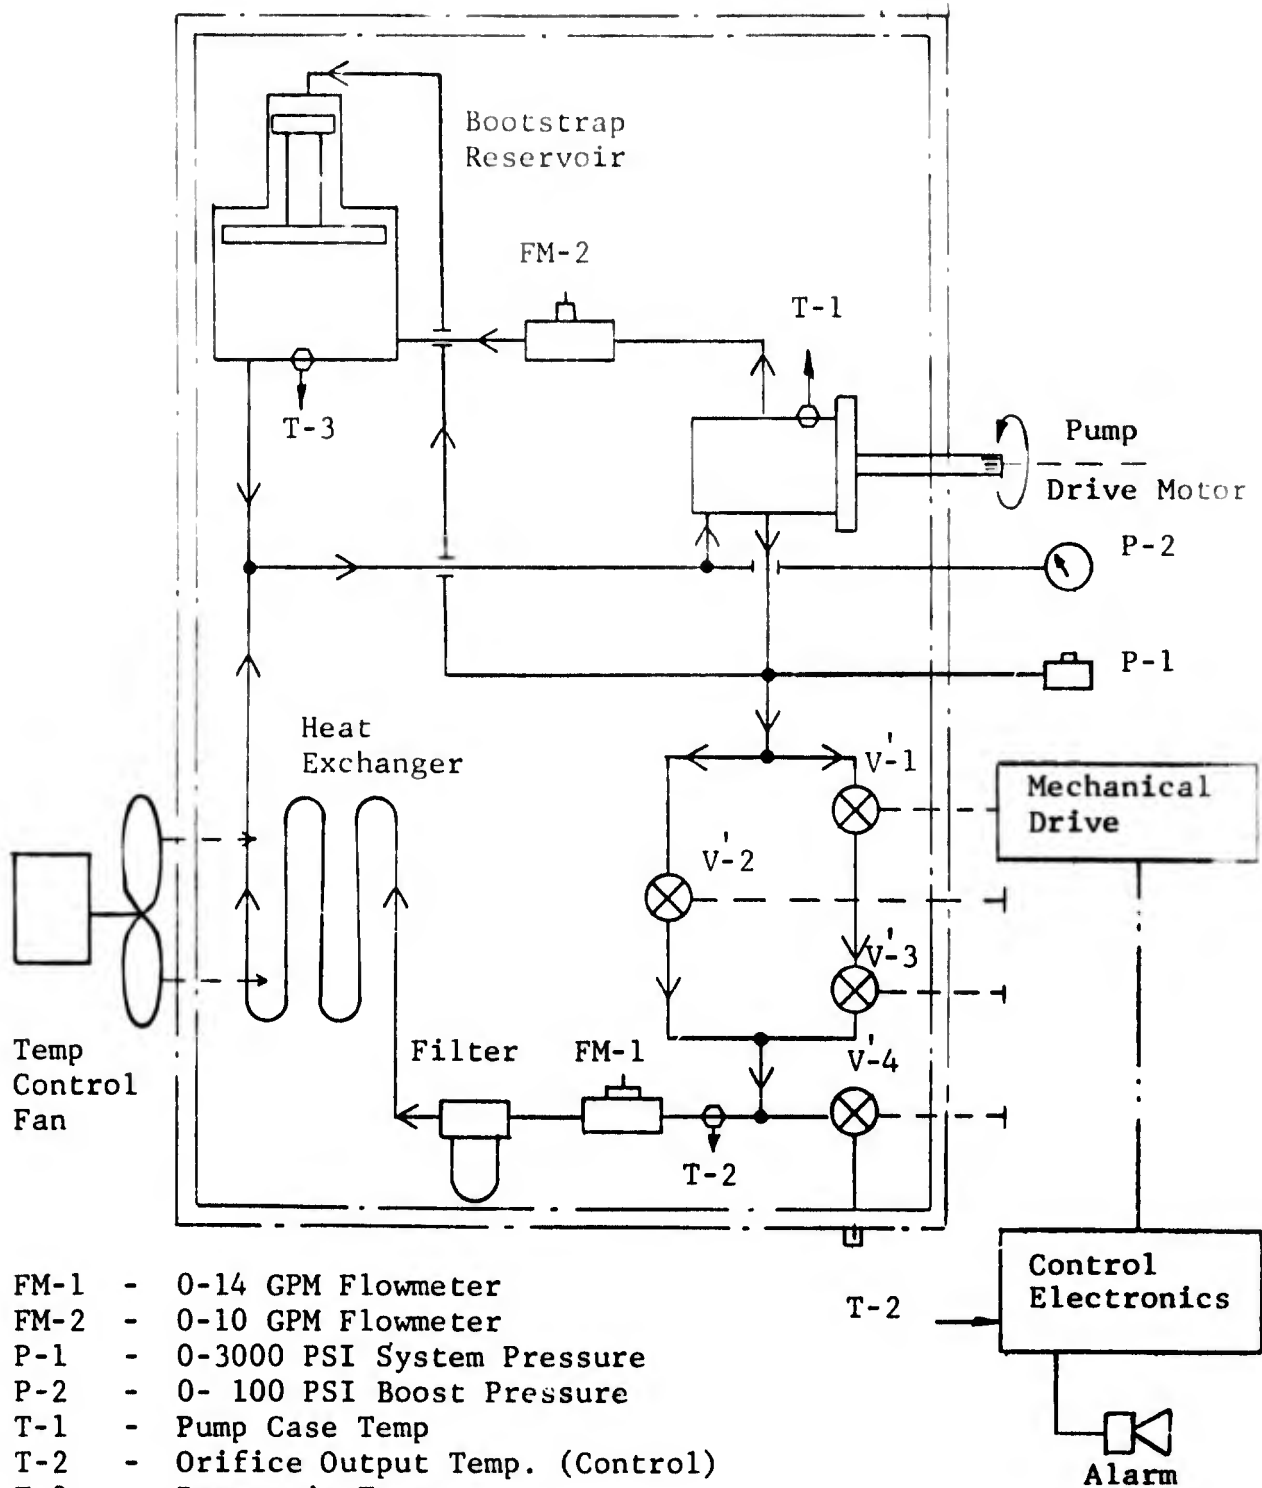 Bootstrap
Reservoir
FM-2
T-1
T-3
Pump
Drive Motor
P-2
P-1
Heat
Exchanger
V'-1
Mechanical
Drive
V'-2
V'-3
Temp
Control
Fan
Filter
FM-1
V'-4
T-2
Control
Electronics
T-2
Alarm
FM-1 - 0-14 GPM Flowmeter
FM-2 - 0-10 GPM Flowmeter
P-1 - 0-3000 PSI System Pressure
P-2 - 0- 100 PSI Boost Pressure
T-1 - Pump Case Temp
T-2 - Orifice Output Temp. (Control)